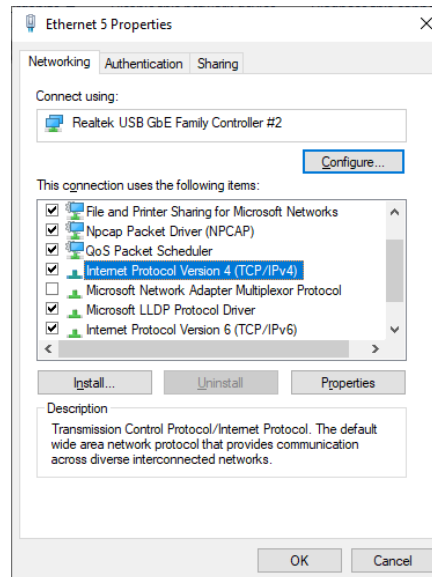 Ethernet 5 Properties
Networking
Authentication
Sharing
Connect using:
Realtek USB GbE Family Controller #2
Configure...
This connection uses the following items:
File and Printer Sharing for Microsoft Networks
Npcap Packet Driver (NPCAP)
QoS Packet Scheduler
Internet Protocol Version 4 (TCP/IPv4)
Microsoft Network Adapter Multiplexor Protocol
Microsoft LLDP Protocol Driver
Internet Protocol Version 6 (TCP/IPv6)
Install...
Uninstall
Properties
Description
Transmission Control Protocol/Internet Protocol. The default
wide area network protocol that provides communication
across diverse interconnected networks.
OK
Cancel